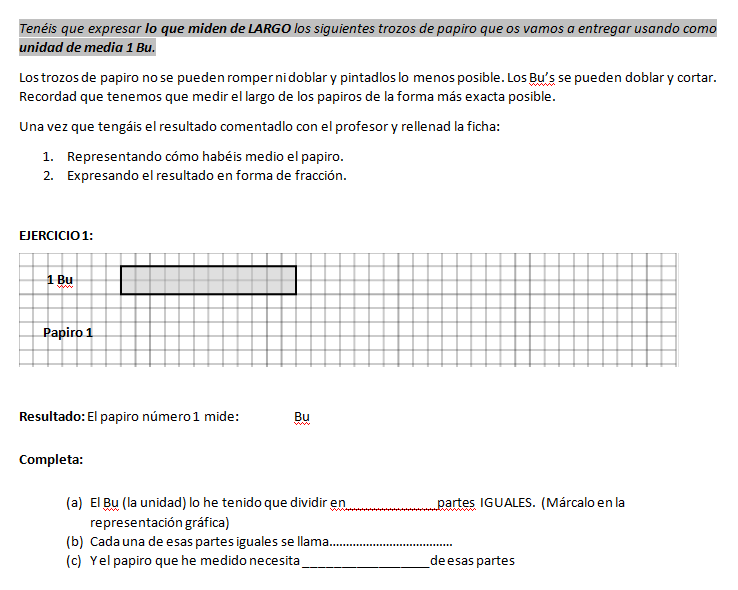 Tenéis que expresar lo que miden de LARGO los siguientes trozos de papiro que os vamos a entregar usando como
unidad de media 1 Bu.
Los trozos de papiro no se pueden romper ni doblar y pintadlos lo menos posible. Los Bu's se pueden doblar y cortar.
Recordad que tenemos que medir el largo de los papiros de la forma más exacta posible.
Una vez que tengáis el resultado comentadlo con el profesor y rellenad la ficha:
1. Representando cómo habéis medio el papiro.
2. Expresando el resultado en forma de fracción.
EJERCICIO 1:
1 Bu
Papiro 1
Resultado: El papiro número 1 mide: Bu
Completa:
(a) El Bu (la unidad) lo he tenido que dividir en__________________partes IGUALES. (Márcalo en la
representación gráfica)
(b) Cada una de esas partes iguales se llama.....................................
(c) Y el papiro que he medido necesita __________________de esas partes